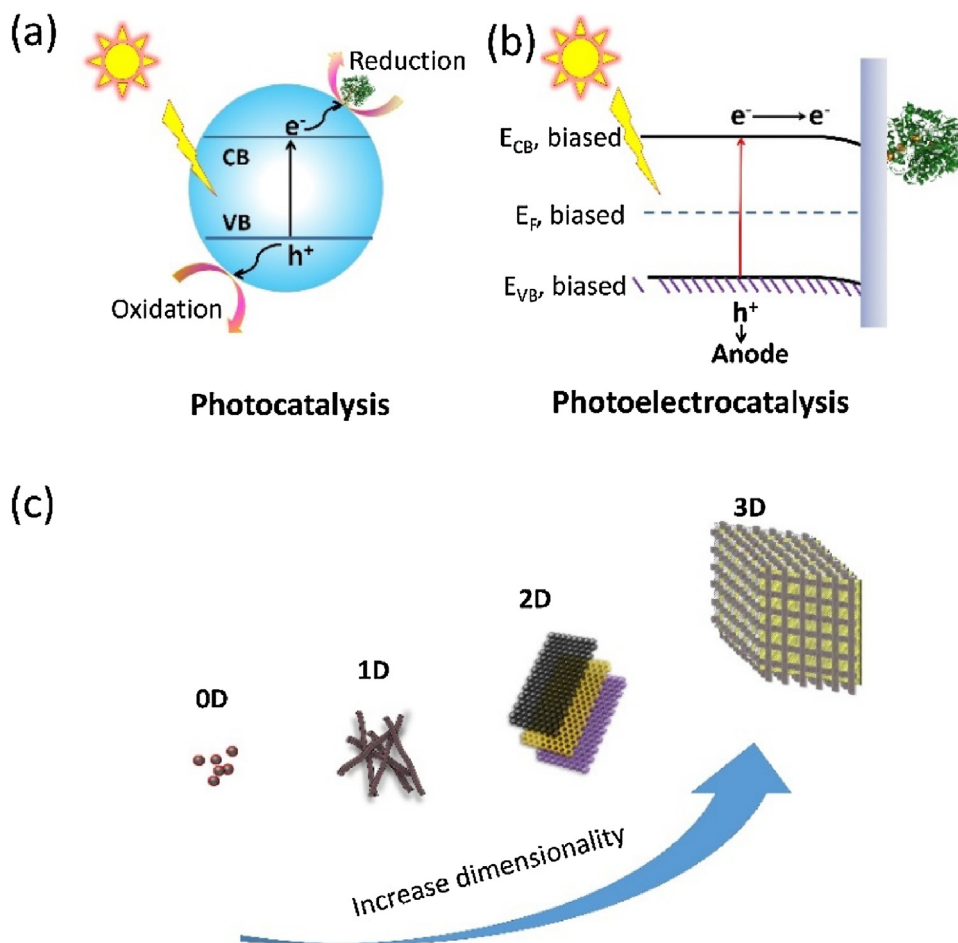 (a)
Reduction
e⁻
CB
VB
h⁺
Oxidation
Photocatalysis
(b)
e⁻ → e⁻
E_CB, biased
E_F, biased
E_VB, biased
h⁺
Anode
Photoelectrocatalysis
(c)
0D
1D
2D
3D
Increase dimensionality